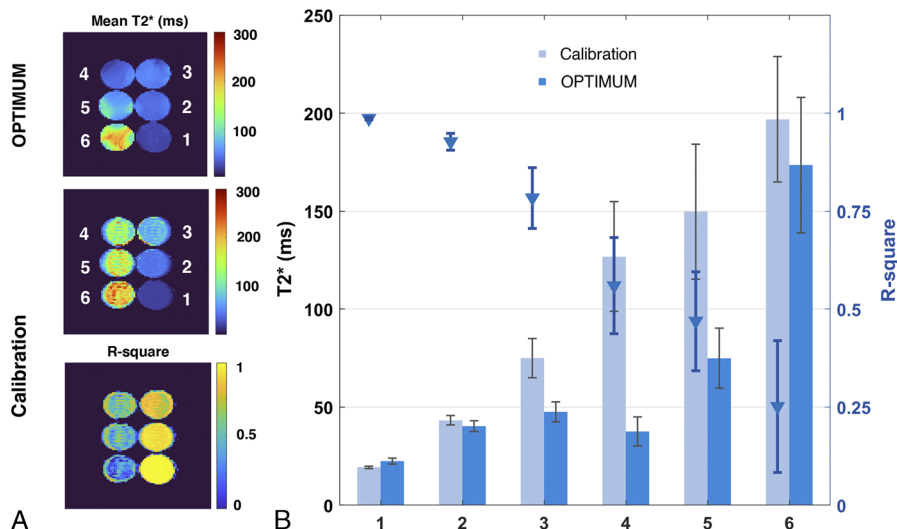 A
B
Mean T2* (ms)
OPTIMUM
4 3
5 2
6 1
300
200
100
4 3
5 2
6 1
300
200
100
Calibration
R-square
1
0.5
0
250
200
150
100
50
0
T2* (ms)
Calibration
OPTIMUM
1
0.75
0.5
0.25
0
R-square
1 2 3 4 5 6